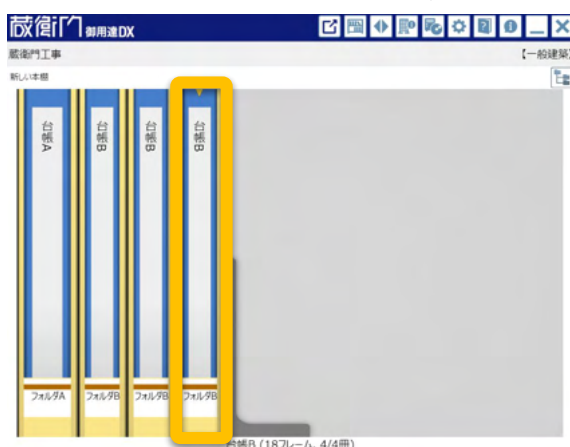 蔵衛門 御用達DX
蔵衛門工事
【一般建築】
新しい本棚
台帳A
台帳B
台帳B
台帳B
フォルダA
フォルダB
フォルダB
フォルダB
台帳B (18フレーム, 4/4冊)